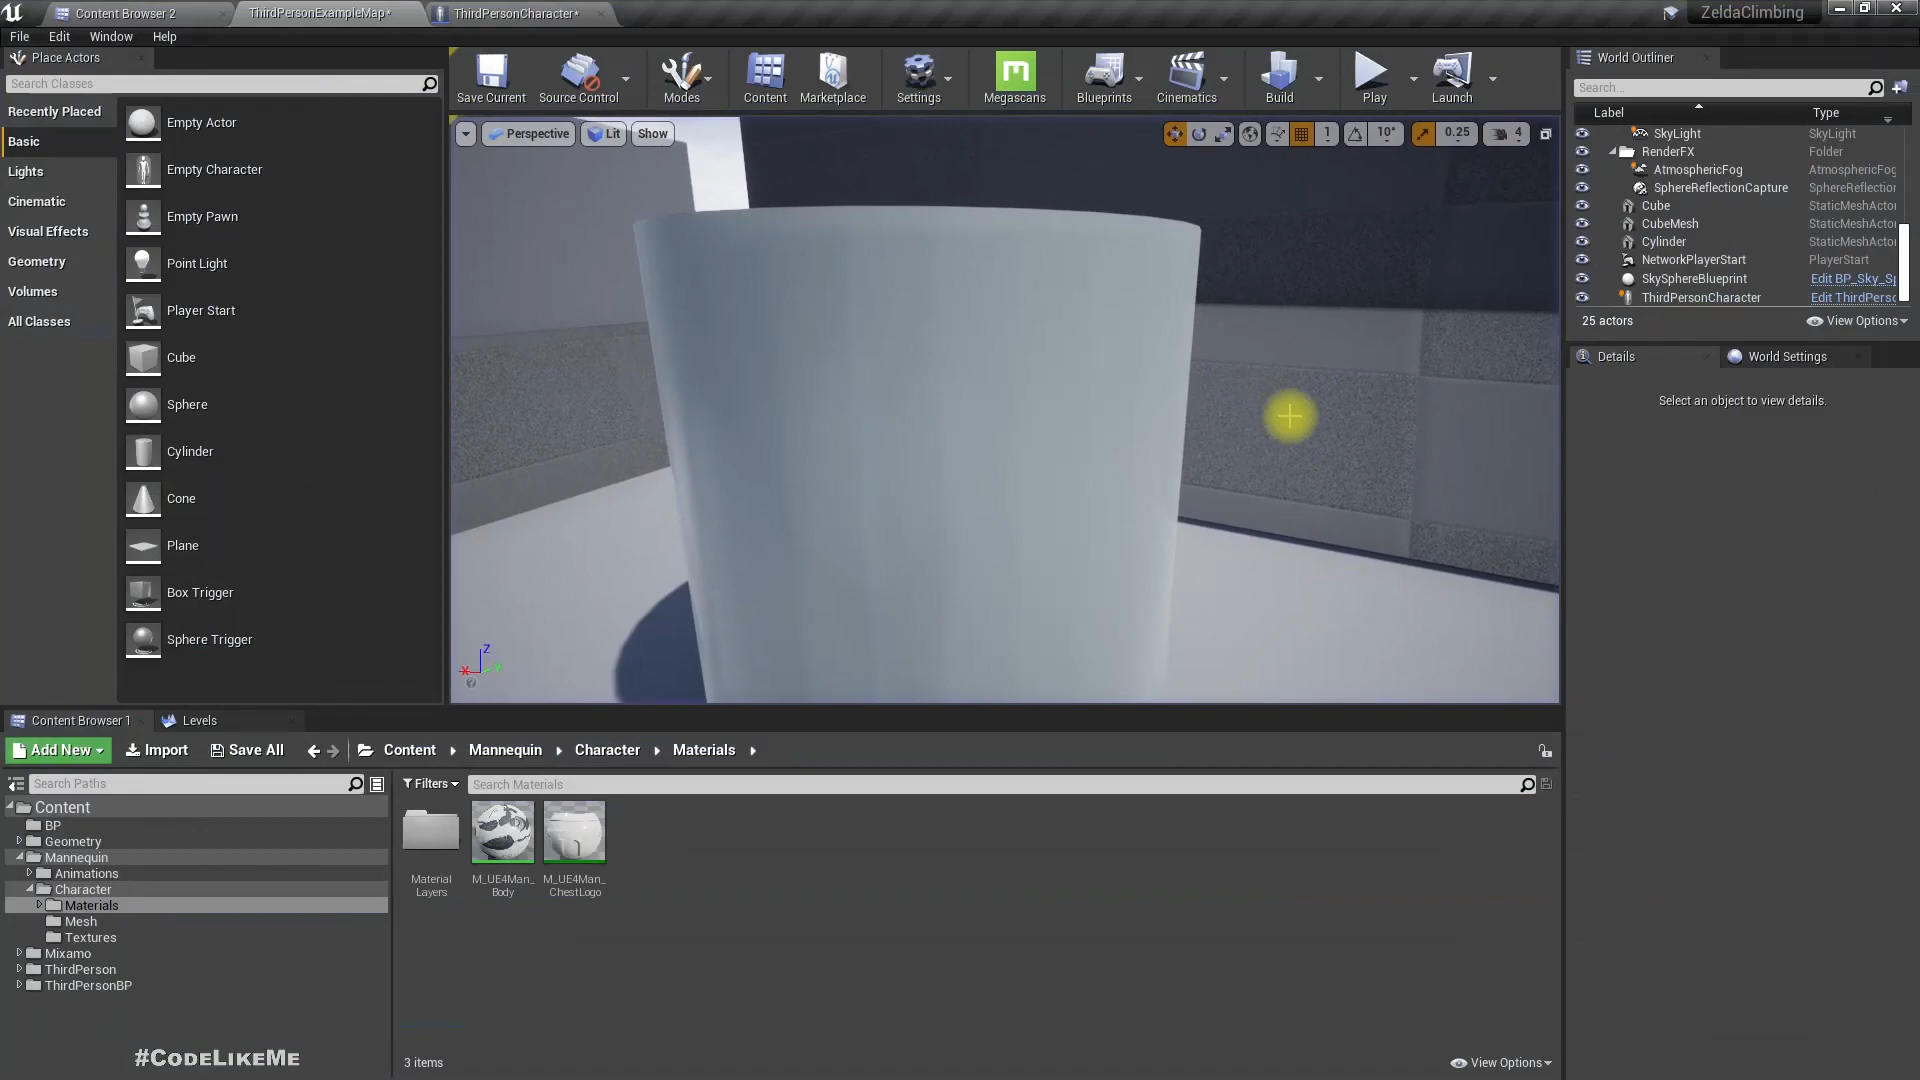 Content Browser 2
ThirdPersonExampleMap*
ThirdPersonCharacter*
ZeldaClimbing
File
Edit
Window
Help
Place Actors
Search Classes
Recently Placed
Basic
Lights
Cinematic
Visual Effects
Geometry
Volumes
All Classes
Empty Actor
Empty Character
Empty Pawn
Point Light
Player Start
Cube
Sphere
Cylinder
Cone
Plane
Box Trigger
Sphere Trigger
Save Current
Source Control
Modes
Content
Marketplace
Settings
Megascans
Blueprints
Cinematics
Build
Play
Launch
Perspective
Lit
Show
1
10°
0.25
4
Z
World Outliner
Search...
Label
Type
SkyLight SkyLight
RenderFX Folder
AtmosphericFog AtmosphericFog
SphereReflectionCapture SphereReflection
Cube StaticMeshActor
CubeMesh StaticMeshActor
Cylinder StaticMeshActor
NetworkPlayerStart PlayerStart
SkySphereBlueprint Edit BP_Sky_Sp
ThirdPersonCharacter Edit ThirdPerso
25 actors
View Options
Details
World Settings
Select an object to view details.
Content Browser 1
Levels
Add New
Import
Save All
Content
Mannequin
Character
Materials
Search Paths
Filters
Search Materials
Content
BP
Geometry
Mannequin
Animations
Character
Materials
Mesh
Textures
Mixamo
ThirdPerson
ThirdPersonBP
Material
Layers
M_UE4Man_
Body
M_UE4Man_
ChestLogo
#CodeLikeMe
3 items
View Options